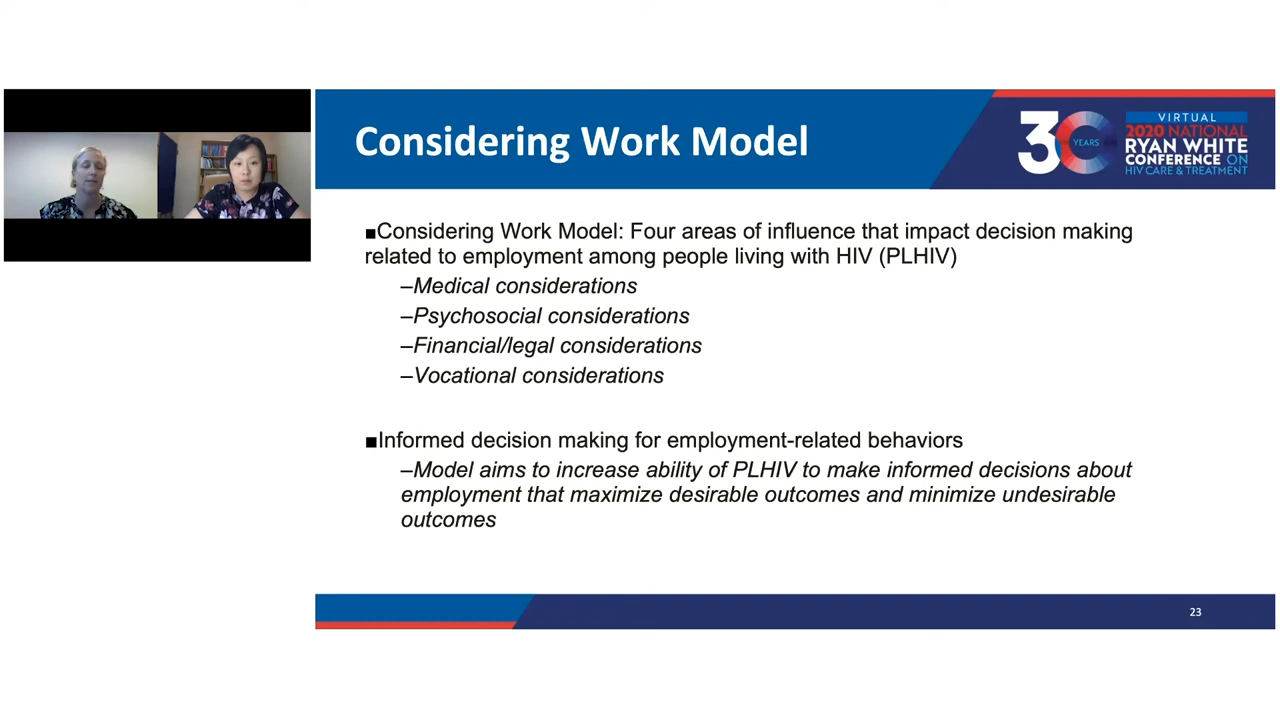 Considering Work Model
30
YEARS
VIRTUAL
2020 NATIONAL
RYAN WHITE
CONFERENCE ON
HIV CARE & TREATMENT
■Considering Work Model: Four areas of influence that impact decision making
related to employment among people living with HIV (PLHIV)
–Medical considerations
–Psychosocial considerations
–Financial/legal considerations
–Vocational considerations
■Informed decision making for employment-related behaviors
–Model aims to increase ability of PLHIV to make informed decisions about
employment that maximize desirable outcomes and minimize undesirable
outcomes
23